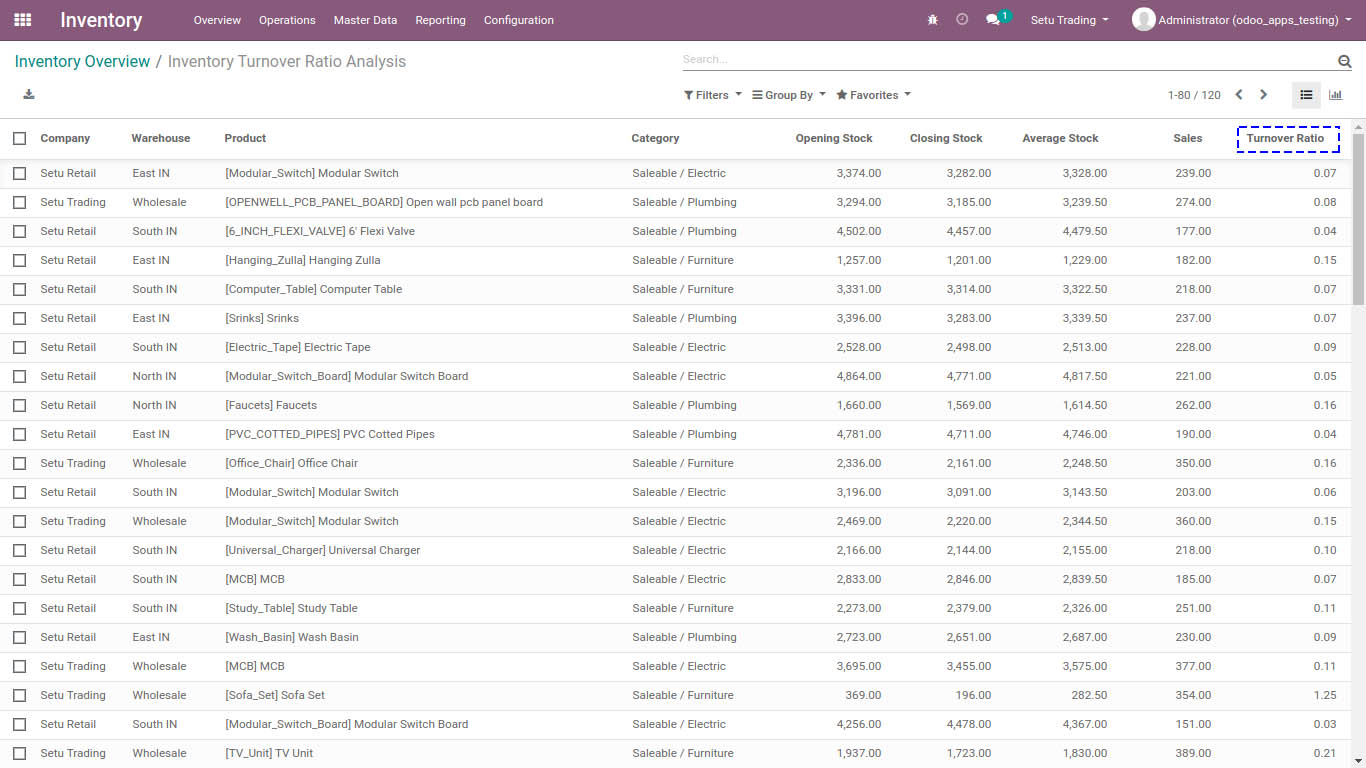 Inventory Overview Operations Master Data Reporting Configuration 1 Setu Trading Administrator (odoo_apps_testing)
Inventory Overview / Inventory Turnover Ratio Analysis Search...
Filters Group By Favorites 1-80 / 120
Company Warehouse Product Category Opening Stock Closing Stock Average Stock Sales Turnover Ratio
Setu Retail East IN [Modular_Switch] Modular Switch Saleable / Electric 3,374.00 3,282.00 3,328.00 239.00 0.07
Setu Trading Wholesale [OPENWELL_PCB_PANEL_BOARD] Open wall pcb panel board Saleable / Plumbing 3,294.00 3,185.00 3,239.50 274.00 0.08
Setu Retail South IN [6_INCH_FLEXI_VALVE] 6' Flexi Valve Saleable / Plumbing 4,502.00 4,457.00 4,479.50 177.00 0.04
Setu Retail East IN [Hanging_Zulla] Hanging Zulla Saleable / Furniture 1,257.00 1,201.00 1,229.00 182.00 0.15
Setu Retail South IN [Computer_Table] Computer Table Saleable / Furniture 3,331.00 3,314.00 3,322.50 218.00 0.07
Setu Retail East IN [Srinks] Srinks Saleable / Plumbing 3,396.00 3,283.00 3,339.50 237.00 0.07
Setu Retail South IN [Electric_Tape] Electric Tape Saleable / Electric 2,528.00 2,498.00 2,513.00 228.00 0.09
Setu Retail North IN [Modular_Switch_Board] Modular Switch Board Saleable / Electric 4,864.00 4,771.00 4,817.50 221.00 0.05
Setu Retail North IN [Faucets] Faucets Saleable / Plumbing 1,660.00 1,569.00 1,614.50 262.00 0.16
Setu Retail East IN [PVC_COTTED_PIPES] PVC Cotted Pipes Saleable / Plumbing 4,781.00 4,711.00 4,746.00 190.00 0.04
Setu Trading Wholesale [Office_Chair] Office Chair Saleable / Furniture 2,336.00 2,161.00 2,248.50 350.00 0.16
Setu Retail South IN [Modular_Switch] Modular Switch Saleable / Electric 3,196.00 3,091.00 3,143.50 203.00 0.06
Setu Trading Wholesale [Modular_Switch] Modular Switch Saleable / Electric 2,469.00 2,220.00 2,344.50 360.00 0.15
Setu Retail South IN [Universal_Charger] Universal Charger Saleable / Electric 2,166.00 2,144.00 2,155.00 218.00 0.10
Setu Retail South IN [MCB] MCB Saleable / Electric 2,833.00 2,846.00 2,839.50 185.00 0.07
Setu Retail South IN [Study_Table] Study Table Saleable / Furniture 2,273.00 2,379.00 2,326.00 251.00 0.11
Setu Retail East IN [Wash_Basin] Wash Basin Saleable / Plumbing 2,723.00 2,651.00 2,687.00 230.00 0.09
Setu Trading Wholesale [MCB] MCB Saleable / Electric 3,695.00 3,455.00 3,575.00 377.00 0.11
Setu Trading Wholesale [Sofa_Set] Sofa Set Saleable / Furniture 369.00 196.00 282.50 354.00 1.25
Setu Retail South IN [Modular_Switch_Board] Modular Switch Board Saleable / Electric 4,256.00 4,478.00 4,367.00 151.00 0.03
Setu Trading Wholesale [TV_Unit] TV Unit Saleable / Furniture 1,937.00 1,723.00 1,830.00 389.00 0.21